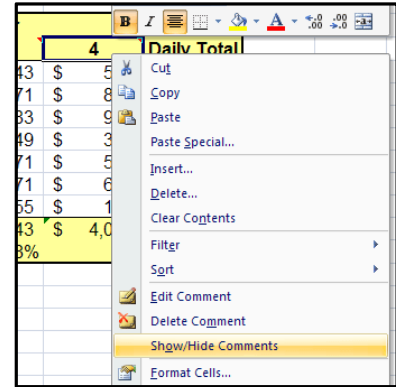 B I A .00 .00
4 Daily Total
43 $ 5 Cut
71 $ 8 Copy
33 $ 9 Paste
49 $ 3 Paste Special...
71 $ 5 Insert...
71 $ 6 Delete...
55 $ 1 Clear Contents
43 $ 4,0 Filter
3% Sort
Edit Comment
Delete Comment
Show/Hide Comments
Format Cells...